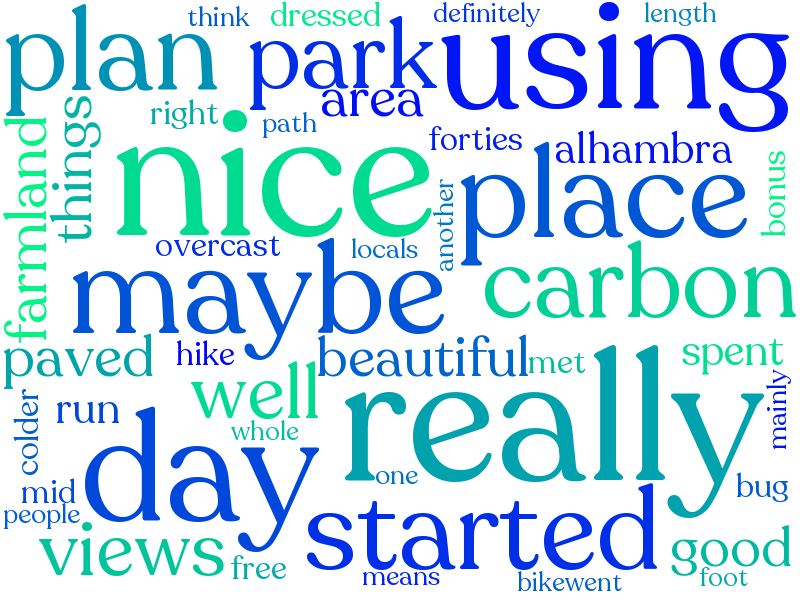 think
dressed
definitely
length
plan
park
using
area
right
path
things
forties
alhambra
farmland
nice
place
bonus
another
overcast
locals
maybe
carbon
paved
hike
beautiful
met
spent
well
really
mainly
colder
run
whole
day
one
mid
people
started
bug
views
free
means
bikewent
good
foot